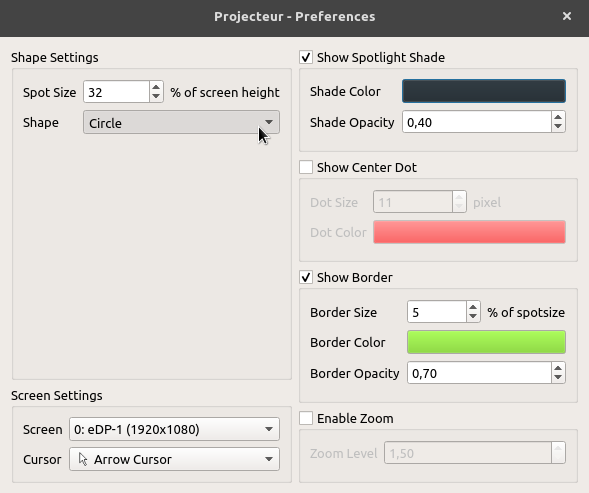 Projecteur - Preferences
Shape Settings
Spot Size 32 % of screen height
Shape Circle
Screen Settings
Screen 0: eDP-1 (1920x1080)
Cursor Arrow Cursor
Show Spotlight Shade
Shade Color
Shade Opacity 0,40
Show Center Dot
Dot Size 11 pixel
Dot Color
Show Border
Border Size 5 % of spotsize
Border Color
Border Opacity 0,70
Enable Zoom
Zoom Level 1,50